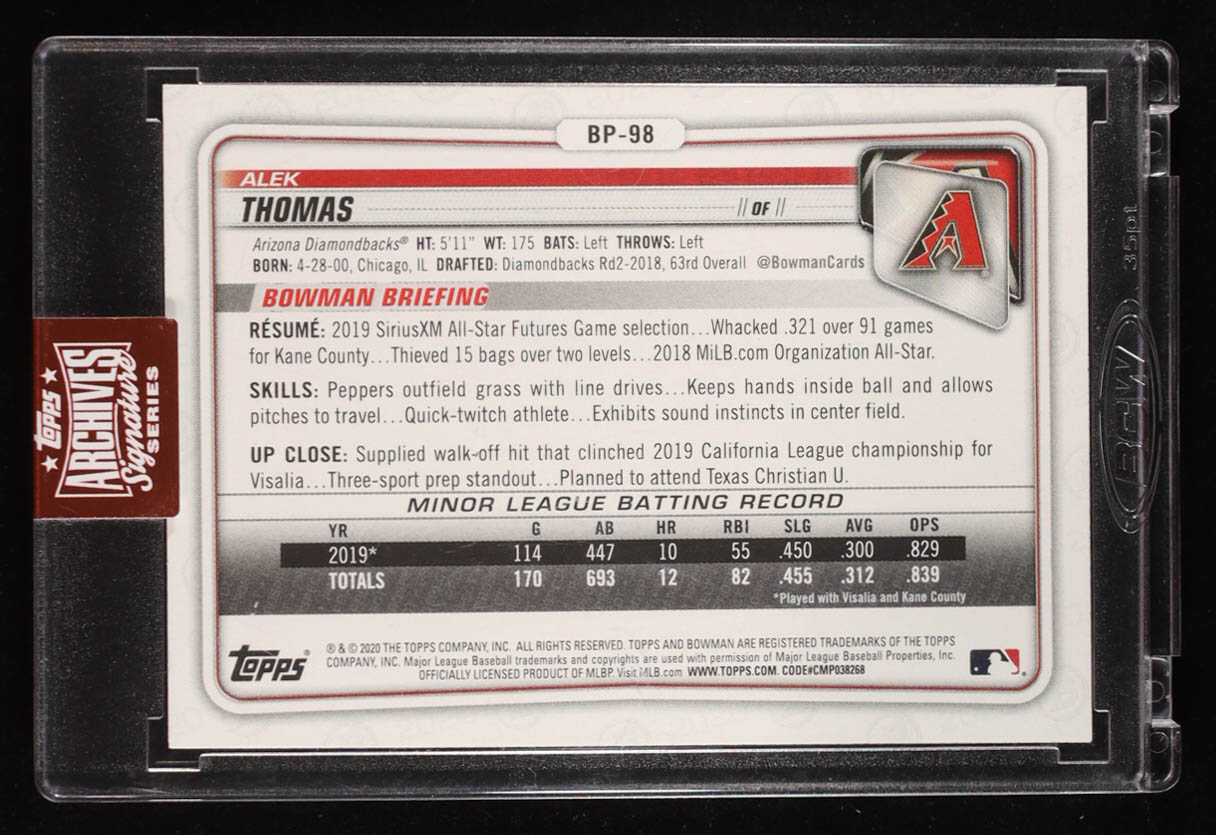 BP-98
ALEK
THOMAS // OF //
Arizona Diamondbacks® HT: 5'11" WT: 175 BATS: Left THROWS: Left
BORN: 4-28-00, Chicago, IL DRAFTED: Diamondbacks Rd2-2018, 63rd Overall @BowmanCards
BOWMAN BRIEFING
RÉSUMÉ: 2019 SiriusXM All-Star Futures Game selection...Whacked .321 over 91 games
for Kane County...Thieved 15 bags over two levels...2018 MiLB.com Organization All-Star.
SKILLS: Peppers outfield grass with line drives...Keeps hands inside ball and allows
pitches to travel...Quick-twitch athlete...Exhibits sound instincts in center field.
UP CLOSE: Supplied walk-off hit that clinched 2019 California League championship for
Visalia...Three-sport prep standout...Planned to attend Texas Christian U.
MINOR LEAGUE BATTING RECORD
YR G AB HR RBI SLG AVG OPS
2019* 114 447 10 55 .450 .300 .829
TOTALS 170 693 12 82 .455 .312 .839
*Played with Visalia and Kane County
Topps
® & © 2020 THE TOPPS COMPANY, INC. ALL RIGHTS RESERVED. TOPPS AND BOWMAN ARE REGISTERED TRADEMARKS OF THE TOPPS
COMPANY, INC. Major League Baseball trademarks and copyrights are used with permission of Major League Baseball Properties, Inc.
OFFICIALLY LICENSED PRODUCT OF MLBP. Visit MLB.com WWW.TOPPS.COM. CODE#CMP038268
Topps
ARCHIVES
Signature
SERIES
35pt
BCW